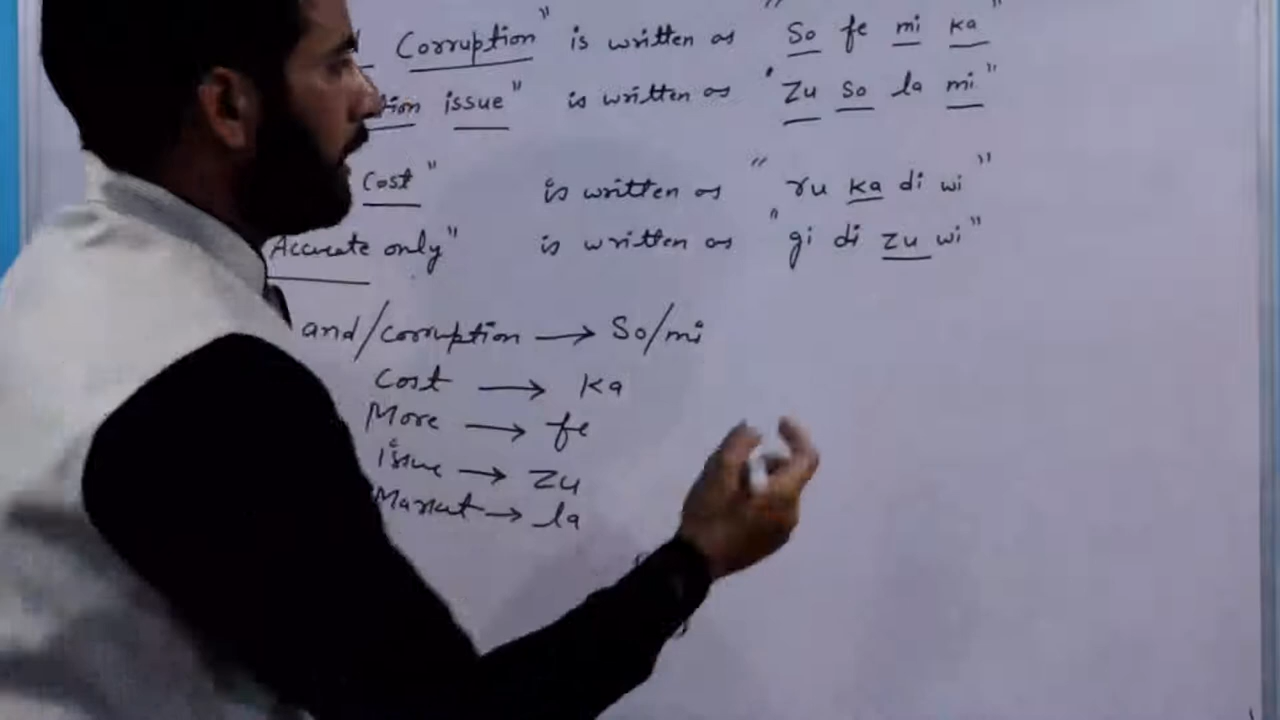 Corruption" is written as "So fe mi ka"
tion issue" is written as "Zu So la mi"
Cost" is written as "ru ka di wi"
Accurate only" is written as "gi di zu wi"
and/corruption → So/mi
Cost → Ka
More → fe
issue → Zu
Market → la